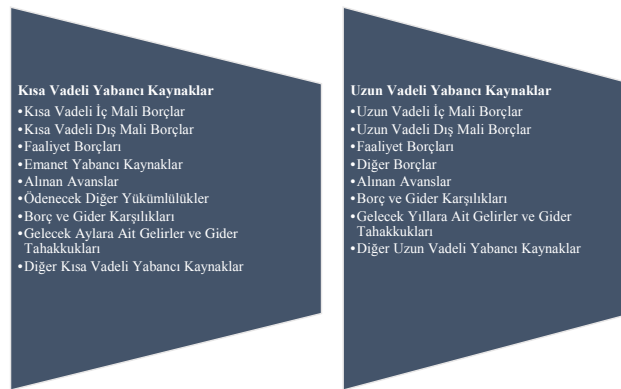 Kısa Vadeli Yabancı Kaynaklar
•Kısa Vadeli İç Mali Borçlar
•Kısa Vadeli Dış Mali Borçlar
•Faaliyet Borçları
•Emanet Yabancı Kaynaklar
•Alınan Avanslar
•Ödenecek Diğer Yükümlülükler
•Borç ve Gider Karşılıkları
•Gelecek Aylara Ait Gelirler ve Gider
Tahakkukları
•Diğer Kısa Vadeli Yabancı Kaynaklar
Uzun Vadeli Yabancı Kaynaklar
•Uzun Vadeli İç Mali Borçlar
•Uzun Vadeli Dış Mali Borçlar
•Faaliyet Borçları
•Diğer Borçlar
•Alınan Avanslar
•Borç ve Gider Karşılıkları
•Gelecek Yıllara Ait Gelirler ve Gider
Tahakkukları
•Diğer Uzun Vadeli Yabancı Kaynaklar